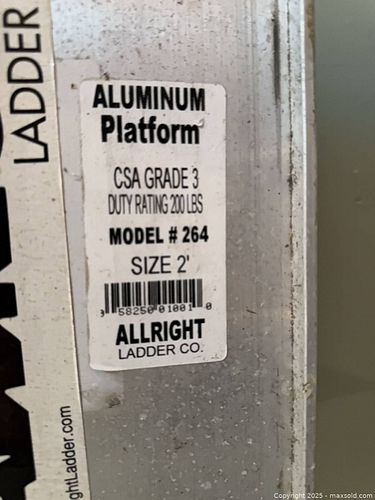 LADDER
ALUMINUM
Platform
CSA GRADE 3
DUTY RATING 200 LBS
MODEL # 264
SIZE 2'
58250 01001 0
ALLRIGHT
LADDER CO.
ghtLadder.com
Copyright © 2025 - maxsold.com